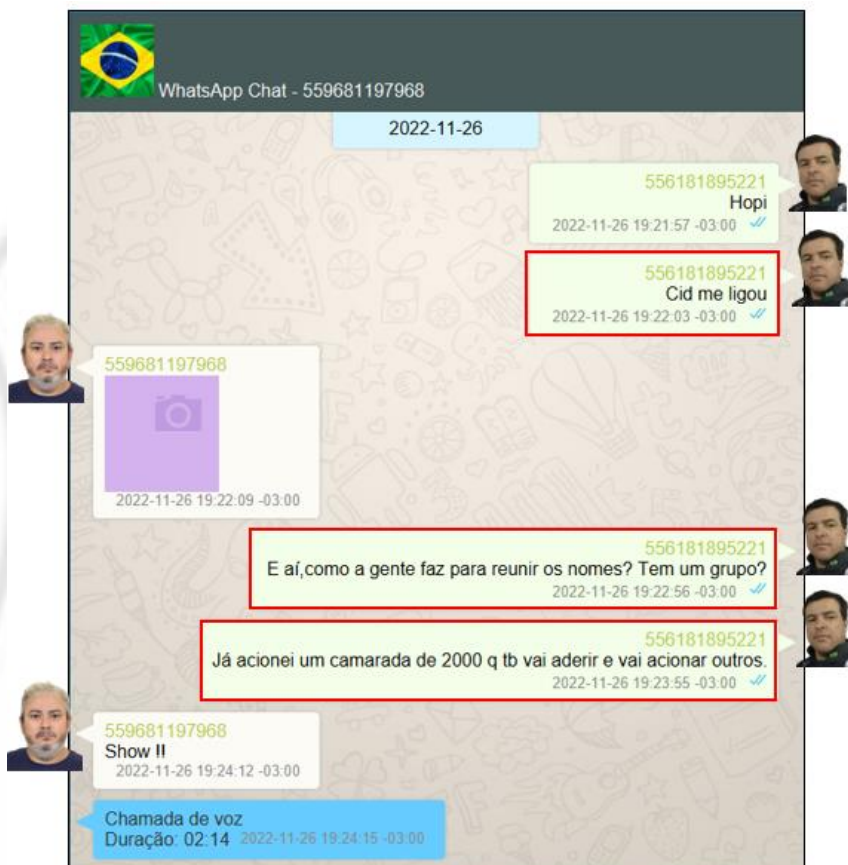 WhatsApp Chat - 559681197968
2022-11-26
556181895221
Hopi
2022-11-26 19:21:57 -03:00
556181895221
Cid me ligou
2022-11-26 19:22:03 -03:00
559681197968
2022-11-26 19:22:09 -03:00
556181895221
E aí,como a gente faz para reunir os nomes? Tem um grupo?
2022-11-26 19:22:56 -03:00
556181895221
Já acionei um camarada de 2000 q tb vai aderir e vai acionar outros.
2022-11-26 19:23:55 -03:00
559681197968
Show !!
2022-11-26 19:24:12 -03:00
Chamada de voz
Duração: 02:14 2022-11-26 19:24:15 -03:00